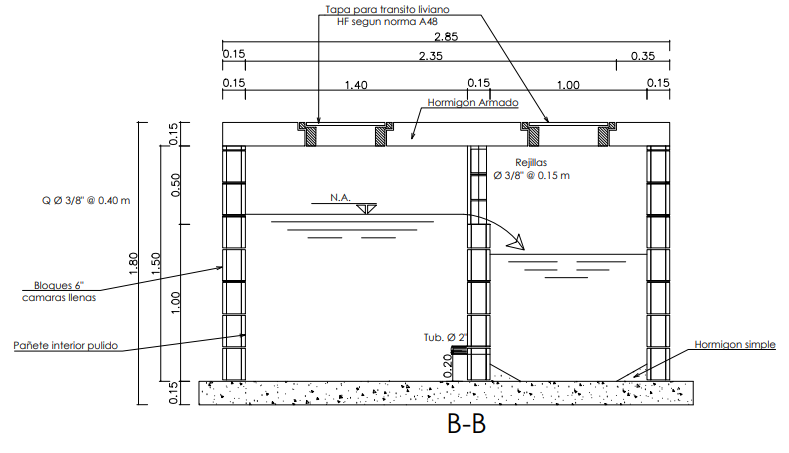 Tapa para transito liviano
HF segun norma A48
2.85
0.15
2.35
0.35
0.15
1.40
0.15
1.00
0.15
Hormigon Armado
0.15
Rejillas
Ø 3/8" @ 0.15 m
0.50
Q Ø 3/8" @ 0.40 m
N.A.
1.80
1.50
Bloques 6"
camaras llenas
1.00
Tub. Ø 2"
Pañete interior pulido
Hormigon simple
0.20
0.15
B-B